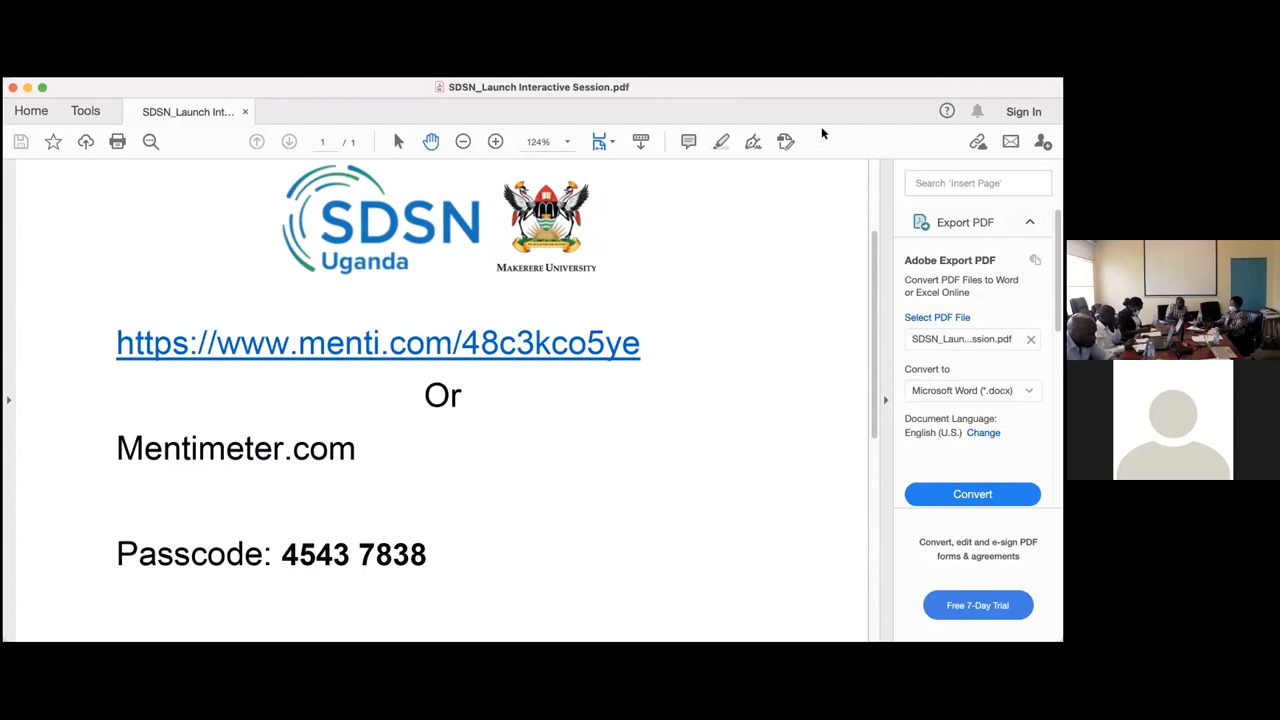 SDSN_Launch Interactive Session.pdf
Home Tools SDSN_Launch Int... × Sign In
1 / 1 124%
SDSN
Uganda
MAKERERE UNIVERSITY
https://www.menti.com/48c3kco5ye
Or
Mentimeter.com
Passcode: 4543 7838
Search 'Insert Page'
Export PDF
Adobe Export PDF
Convert PDF Files to Word
or Excel Online
Select PDF File
SDSN_Laun...ssion.pdf
Convert to
Microsoft Word (*.docx)
Document Language:
English (U.S.) Change
Convert
Convert, edit and e-sign PDF
forms & agreements
Free 7-Day Trial